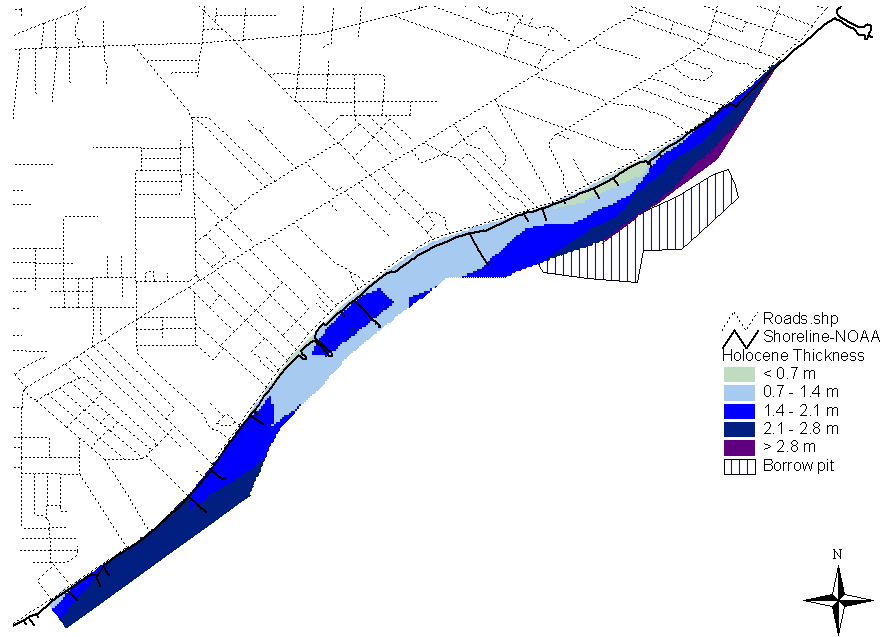 Roads.shp
Shoreline-NOAA
Holocene Thickness
< 0.7 m
0.7 - 1.4 m
1.4 - 2.1 m
2.1 - 2.8 m
> 2.8 m
Borrow pit
N